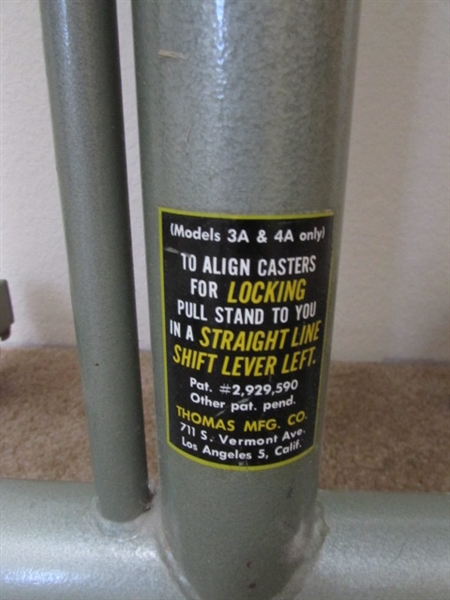 (Models 3A & 4A only)
TO ALIGN CASTERS
FOR LOCKING
PULL STAND TO YOU
IN A STRAIGHT LINE
SHIFT LEVER LEFT.
Pat. #2,929,590
Other pat. pend.
THOMAS MFG. CO.
711 S. Vermont Ave.
Los Angeles 5, Calif.